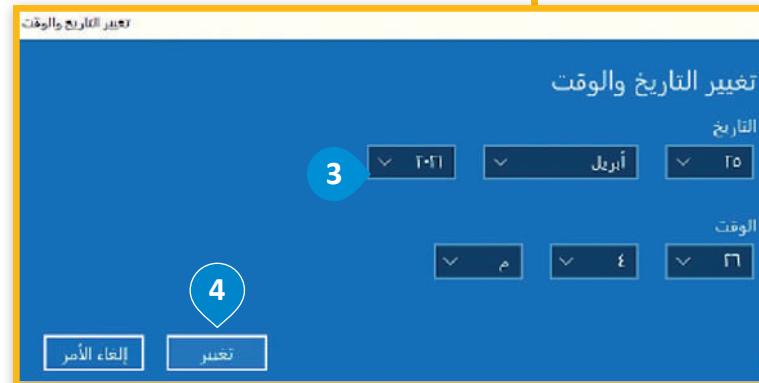 تغيير التاريخ والوقت
تغيير التاريخ والوقت
التاريخ
٢٥ أبريل ٢٠٢١
3
الوقت
٢٦ ٤ م
4
تغيير إلغاء الأمر